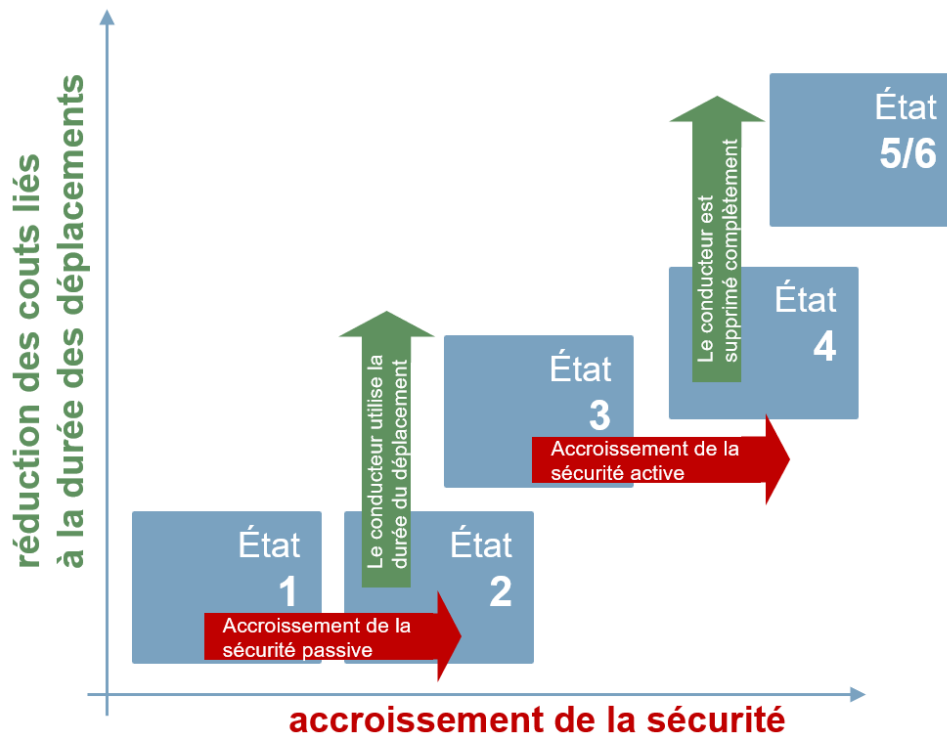 réduction des couts liés
à la durée des déplacements
État
5/6
Le conducteur est
supprimé complètement
État
4
Le conducteur utilise la
durée du déplacement
État
3
Accroissement de la
sécurité active
État
1
État
2
Accroissement de la
sécurité passive
accroissement de la sécurité